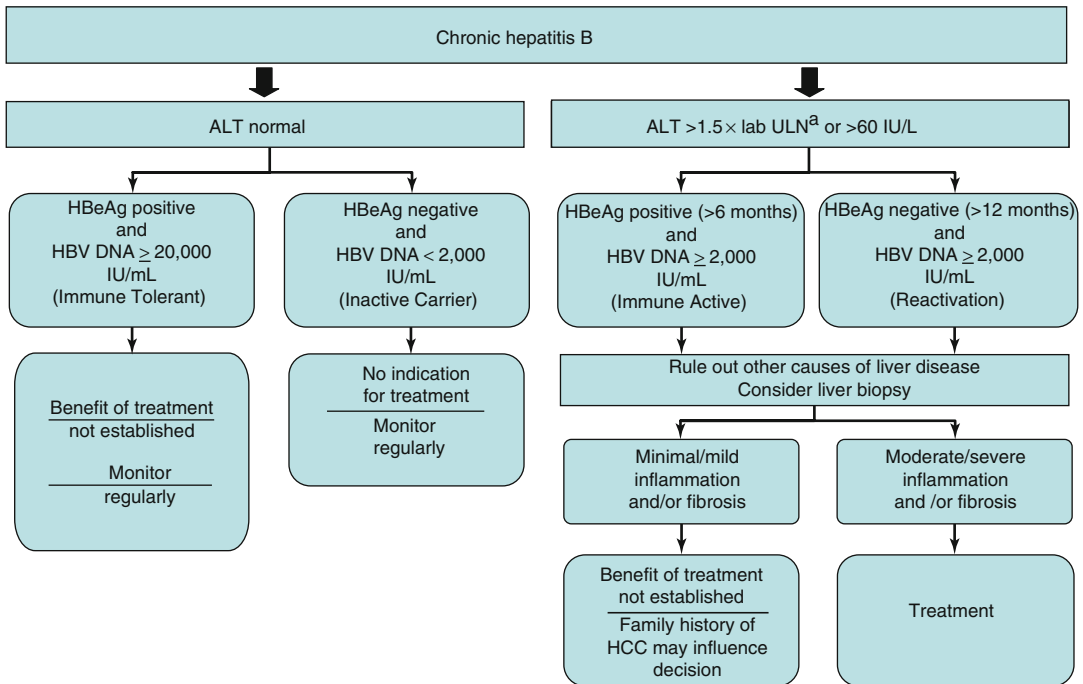 Chronic hepatitis B
ALT normal
ALT >1.5× lab ULNa or >60 IU/L
HBeAg positive
and
HBV DNA ≥ 20,000
IU/mL
(Immune Tolerant)
HBeAg negative
and
HBV DNA < 2,000
IU/mL
(Inactive Carrier)
HBeAg positive (>6 months)
and
HBV DNA ≥ 2,000
IU/mL
(Immune Active)
HBeAg negative (>12 months)
and
HBV DNA ≥ 2,000
IU/mL
(Reactivation)
Benefit of treatment
not established
Monitor
regularly
No indication
for treatment
Monitor
regularly
Rule out other causes of liver disease
Consider liver biopsy
Minimal/mild
inflammation
and/or fibrosis
Moderate/severe
inflammation
and /or fibrosis
Benefit of treatment
not established
Family history of
HCC may influence
decision
Treatment